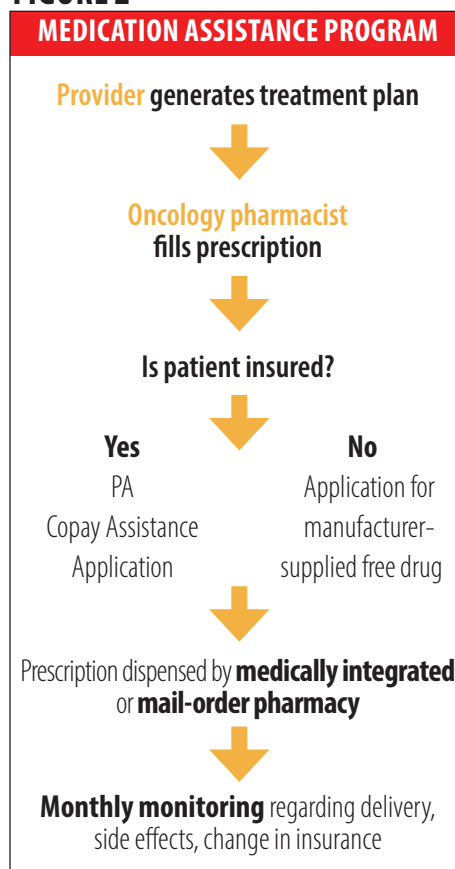 FIGURE 2
MEDICATION ASSISTANCE PROGRAM
Provider generates treatment plan
Oncology pharmacist
fills prescription
Is patient insured?
Yes
PA
Copay Assistance
Application
No
Application for
manufacturer-
supplied free drug
Prescription dispensed by medically integrated
or mail-order pharmacy
Monthly monitoring regarding delivery,
side effects, change in insurance